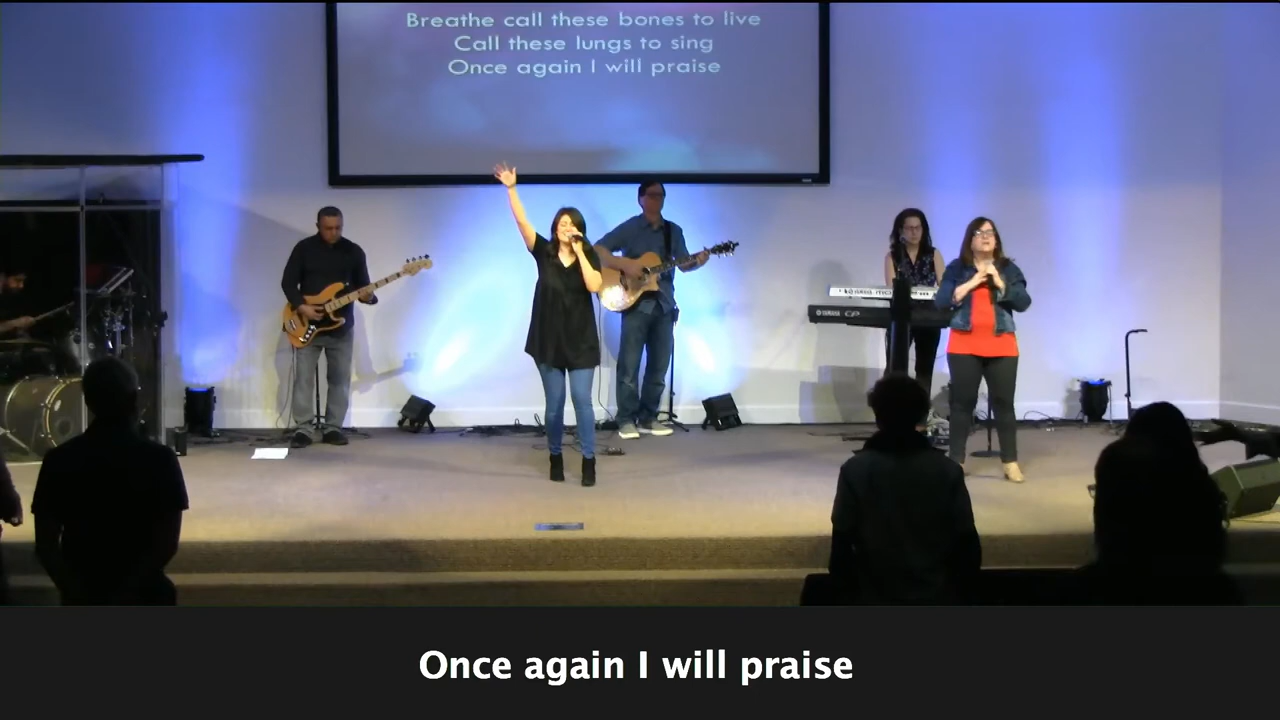 Breathe call these bones to live
Call these lungs to sing
Once again I will praise
YAMAHA CP
Once again I will praise